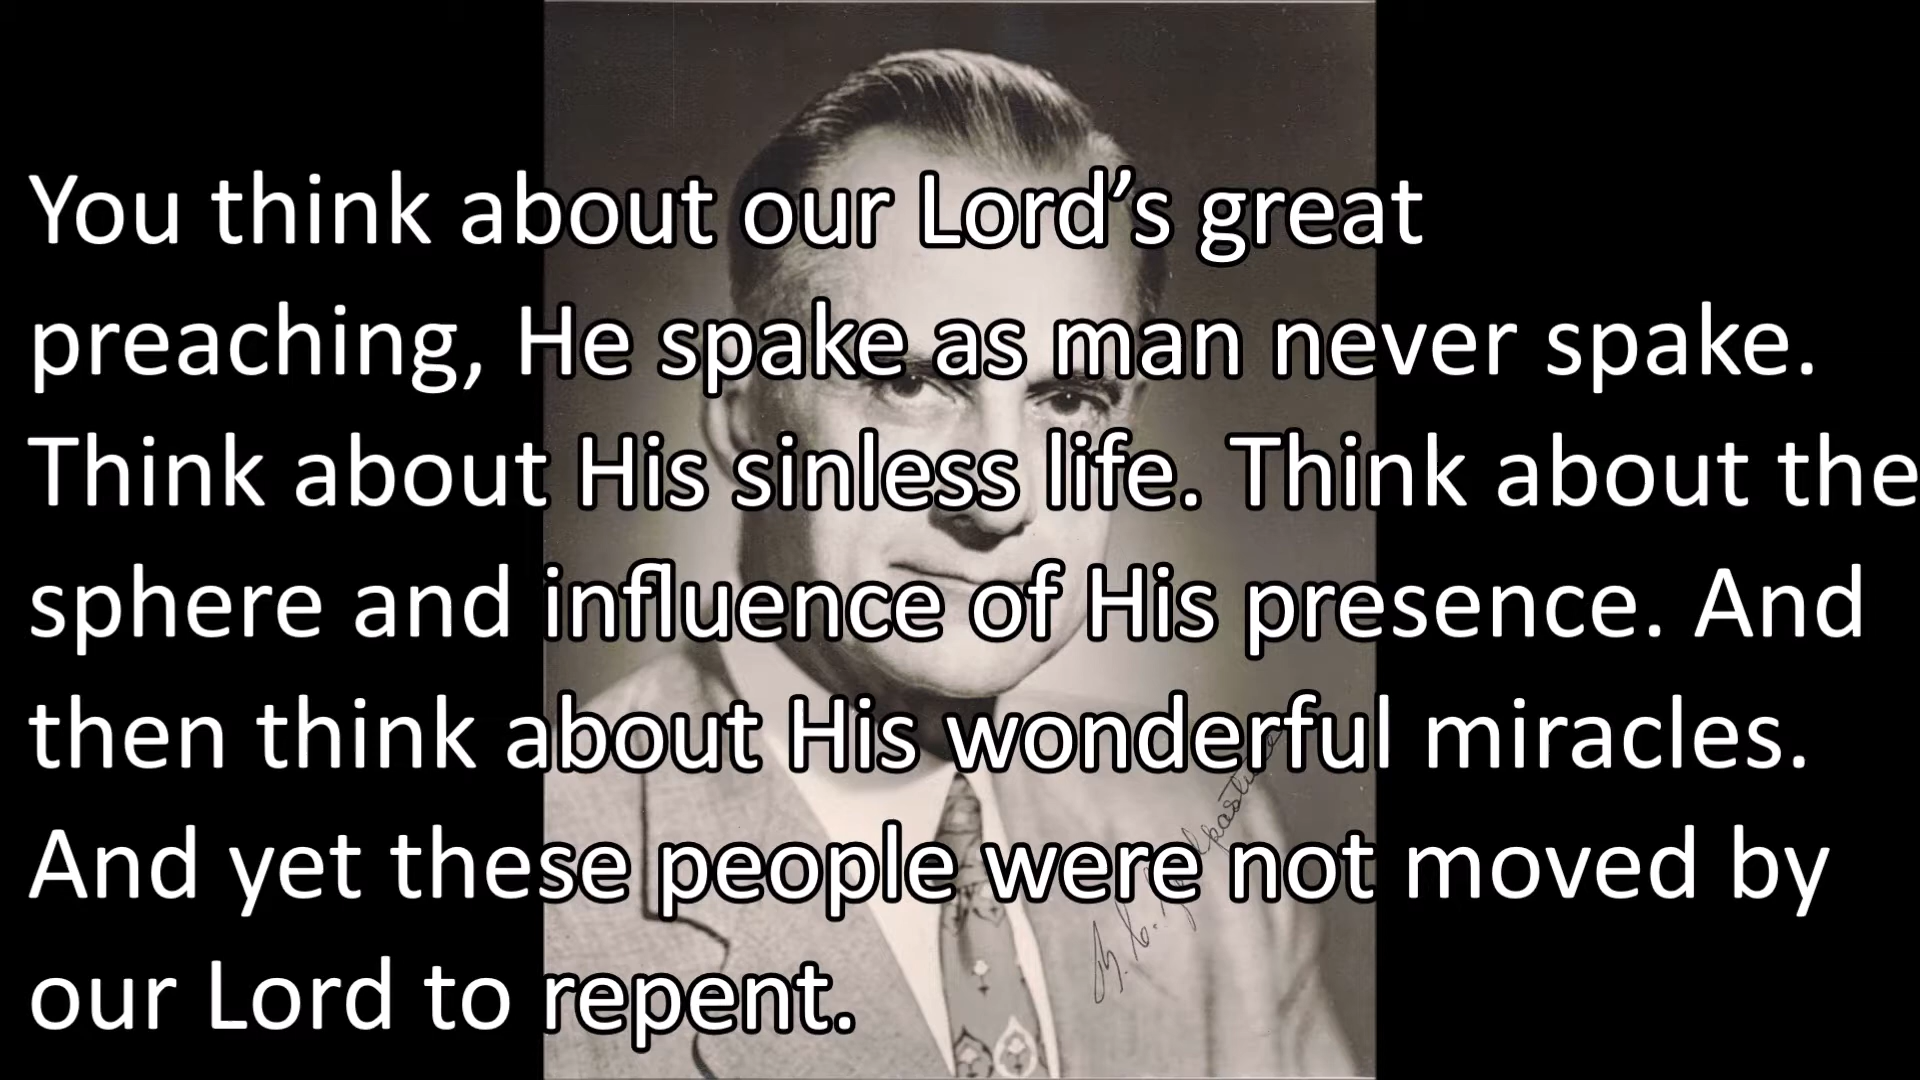 You think about our Lord’s great
preaching, He spake as man never spake.
Think about His sinless life. Think about the
sphere and influence of His presence. And
then think about His wonderful miracles.
And yet these people were not moved by
our Lord to repent.